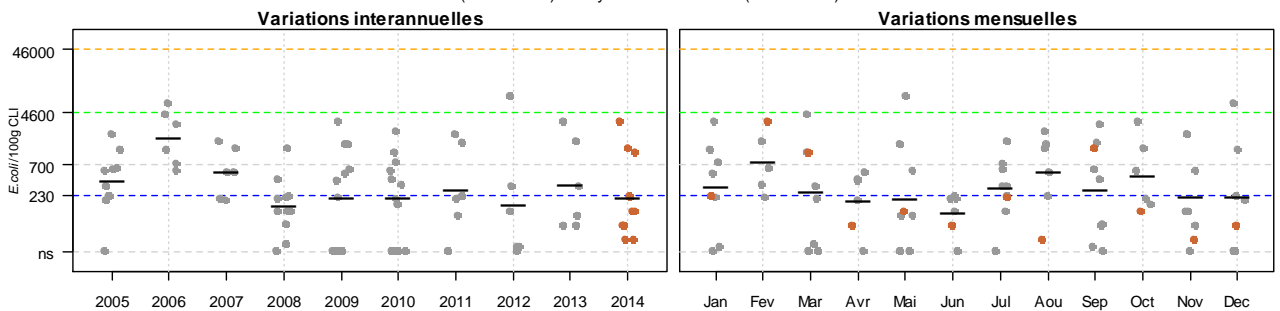 Variations interannuelles
Variations mensuelles
E.coli/100g CLI
46000
4600
700
230
ns
2005 2006 2007 2008 2009 2010 2011 2012 2013 2014
Jan Fev Mar Avr Mai Jun Jul Aou Sep Oct Nov Dec